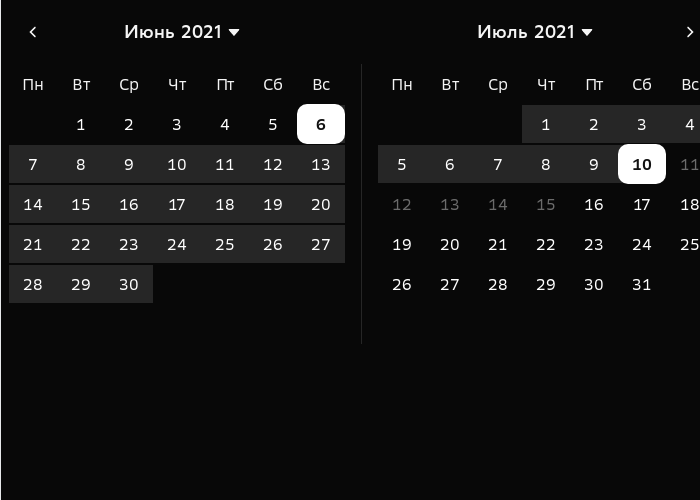 Июнь 2021
Пн Вт Ср Чт Пт Сб Вс
1 2 3 4 5 6
7 8 9 10 11 12 13
14 15 16 17 18 19 20
21 22 23 24 25 26 27
28 29 30
Июль 2021
Пн Вт Ср Чт Пт Сб Вс
1 2 3 4
5 6 7 8 9 10 11
12 13 14 15 16 17 18
19 20 21 22 23 24 25
26 27 28 29 30 31